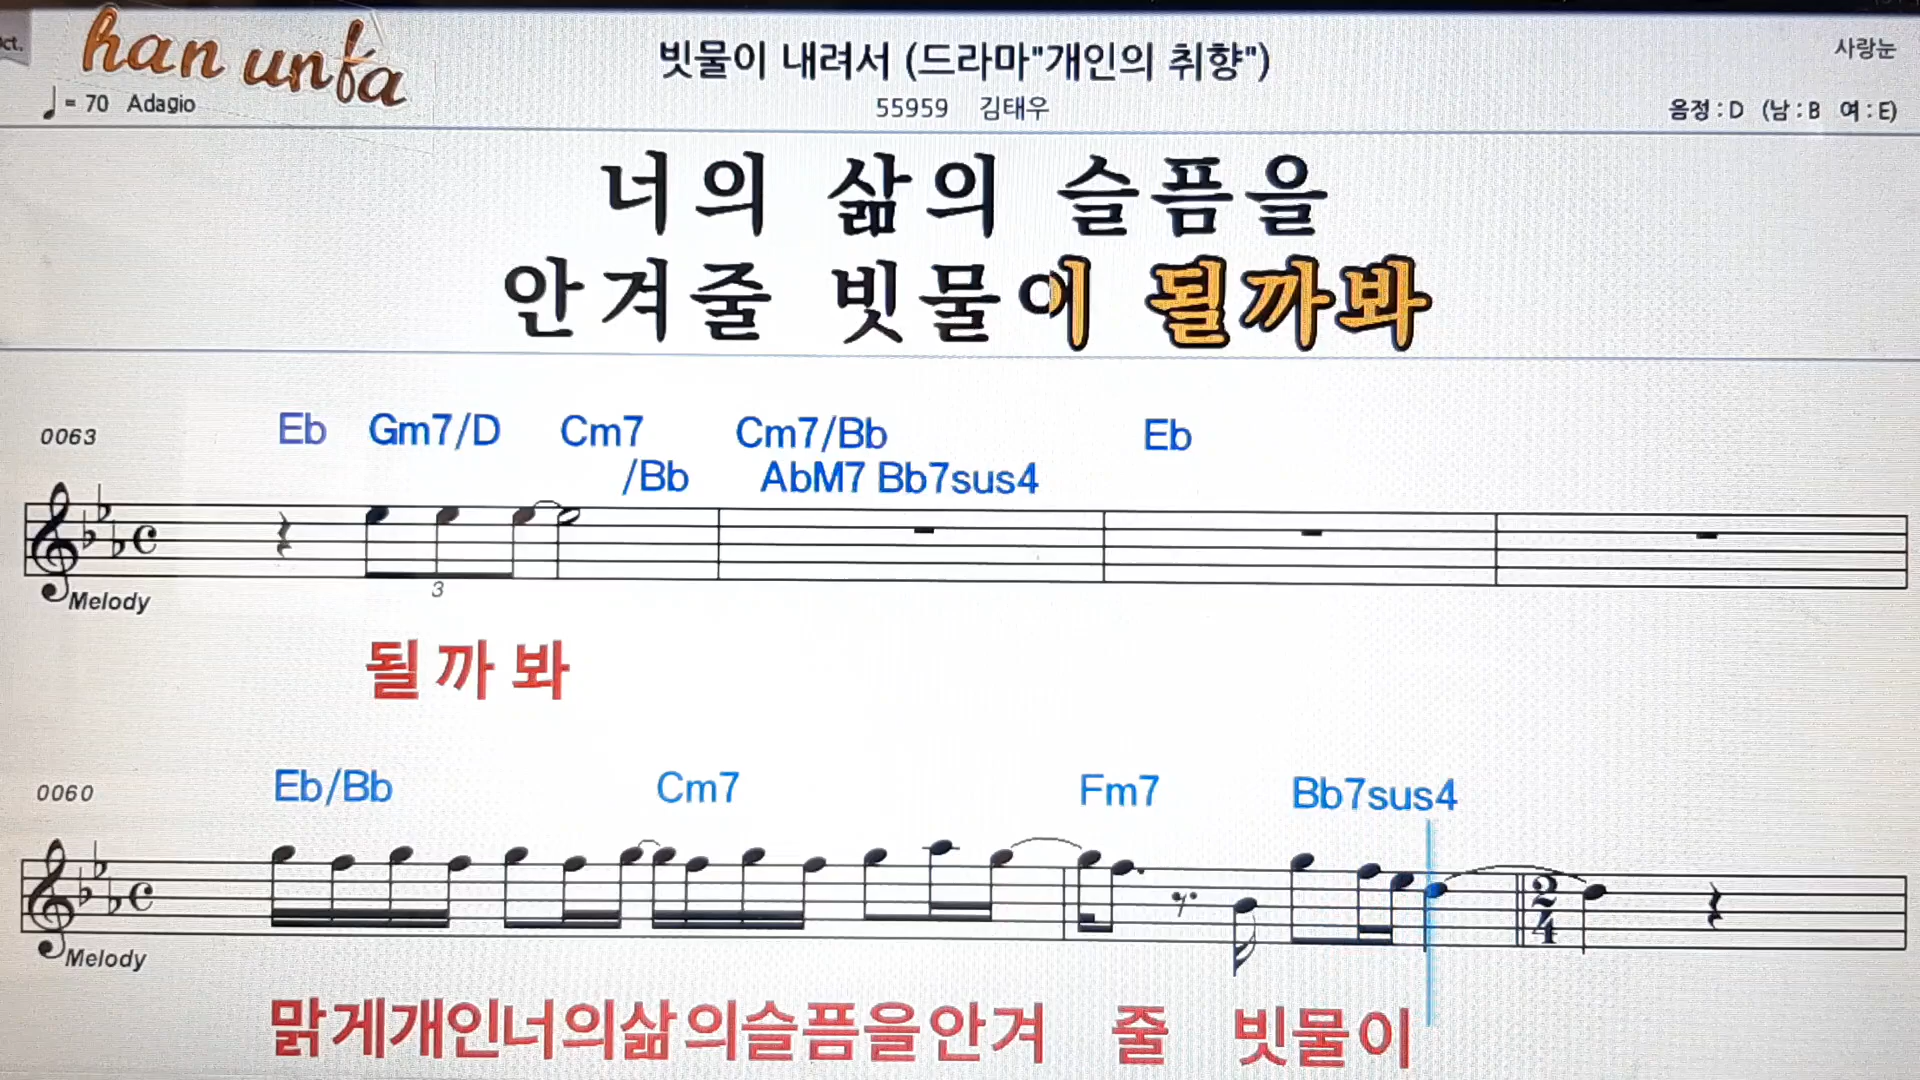 ct.
han unfa
빗물이 내려서 (드라마"개인의 취향")
사랑눈
♩= 70 Adagio
55959 김태우
음정 : D (남 : B 여 : E)
너의 삶의 슬픔을
안겨줄 빗물이 될까봐
0063
Eb Gm7/D Cm7 Cm7/Bb Eb
/Bb AbM7 Bb7sus4
3
Melody
될까봐
0060
Eb/Bb Cm7 Fm7 Bb7sus4
2
4
Melody
맑게개인너의삶의슬픔을안겨 줄 빗물이